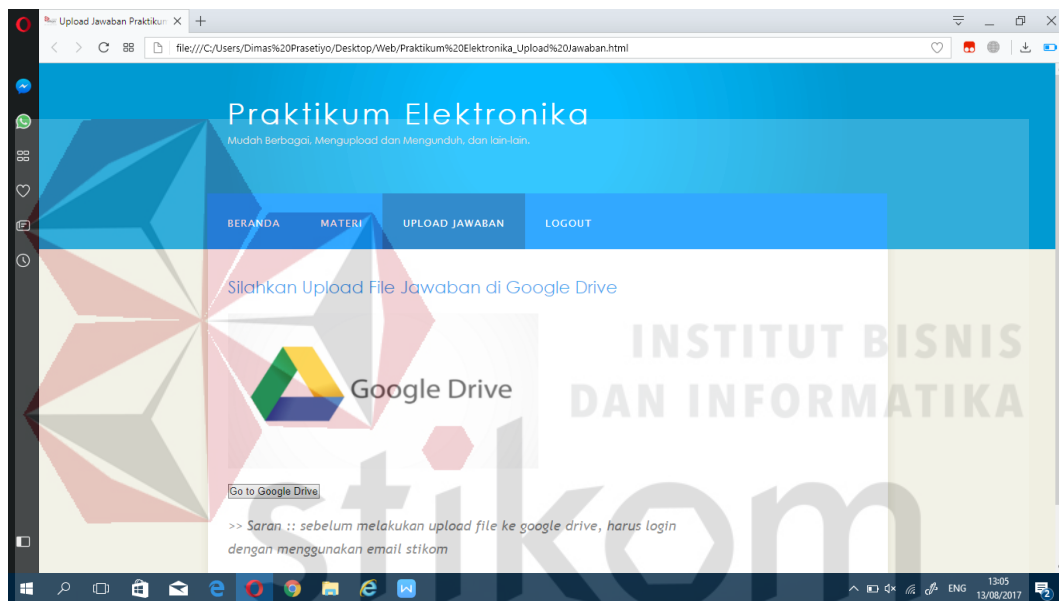 Upload Jawaban Praktikum
file:///C:/Users/Dimas%20Prasetiyo/Desktop/Web/Praktikum%20Elektronika_Upload%20Jawaban.html
Praktikum Elektronika
Mudah Berbagai, Mengupload dan Mengunduh, dan lain-lain.
BERANDA MATERI UPLOAD JAWABAN LOGOUT
Silahkan Upload File Jawaban di Google Drive
Google Drive
INSTITUT BISNIS
DAN INFORMATIKA
stikom
Go to Google Drive
>> Saran :: sebelum melakukan upload file ke google drive, harus login
dengan menggunakan email stikom
ENG
13:05
13/08/2017